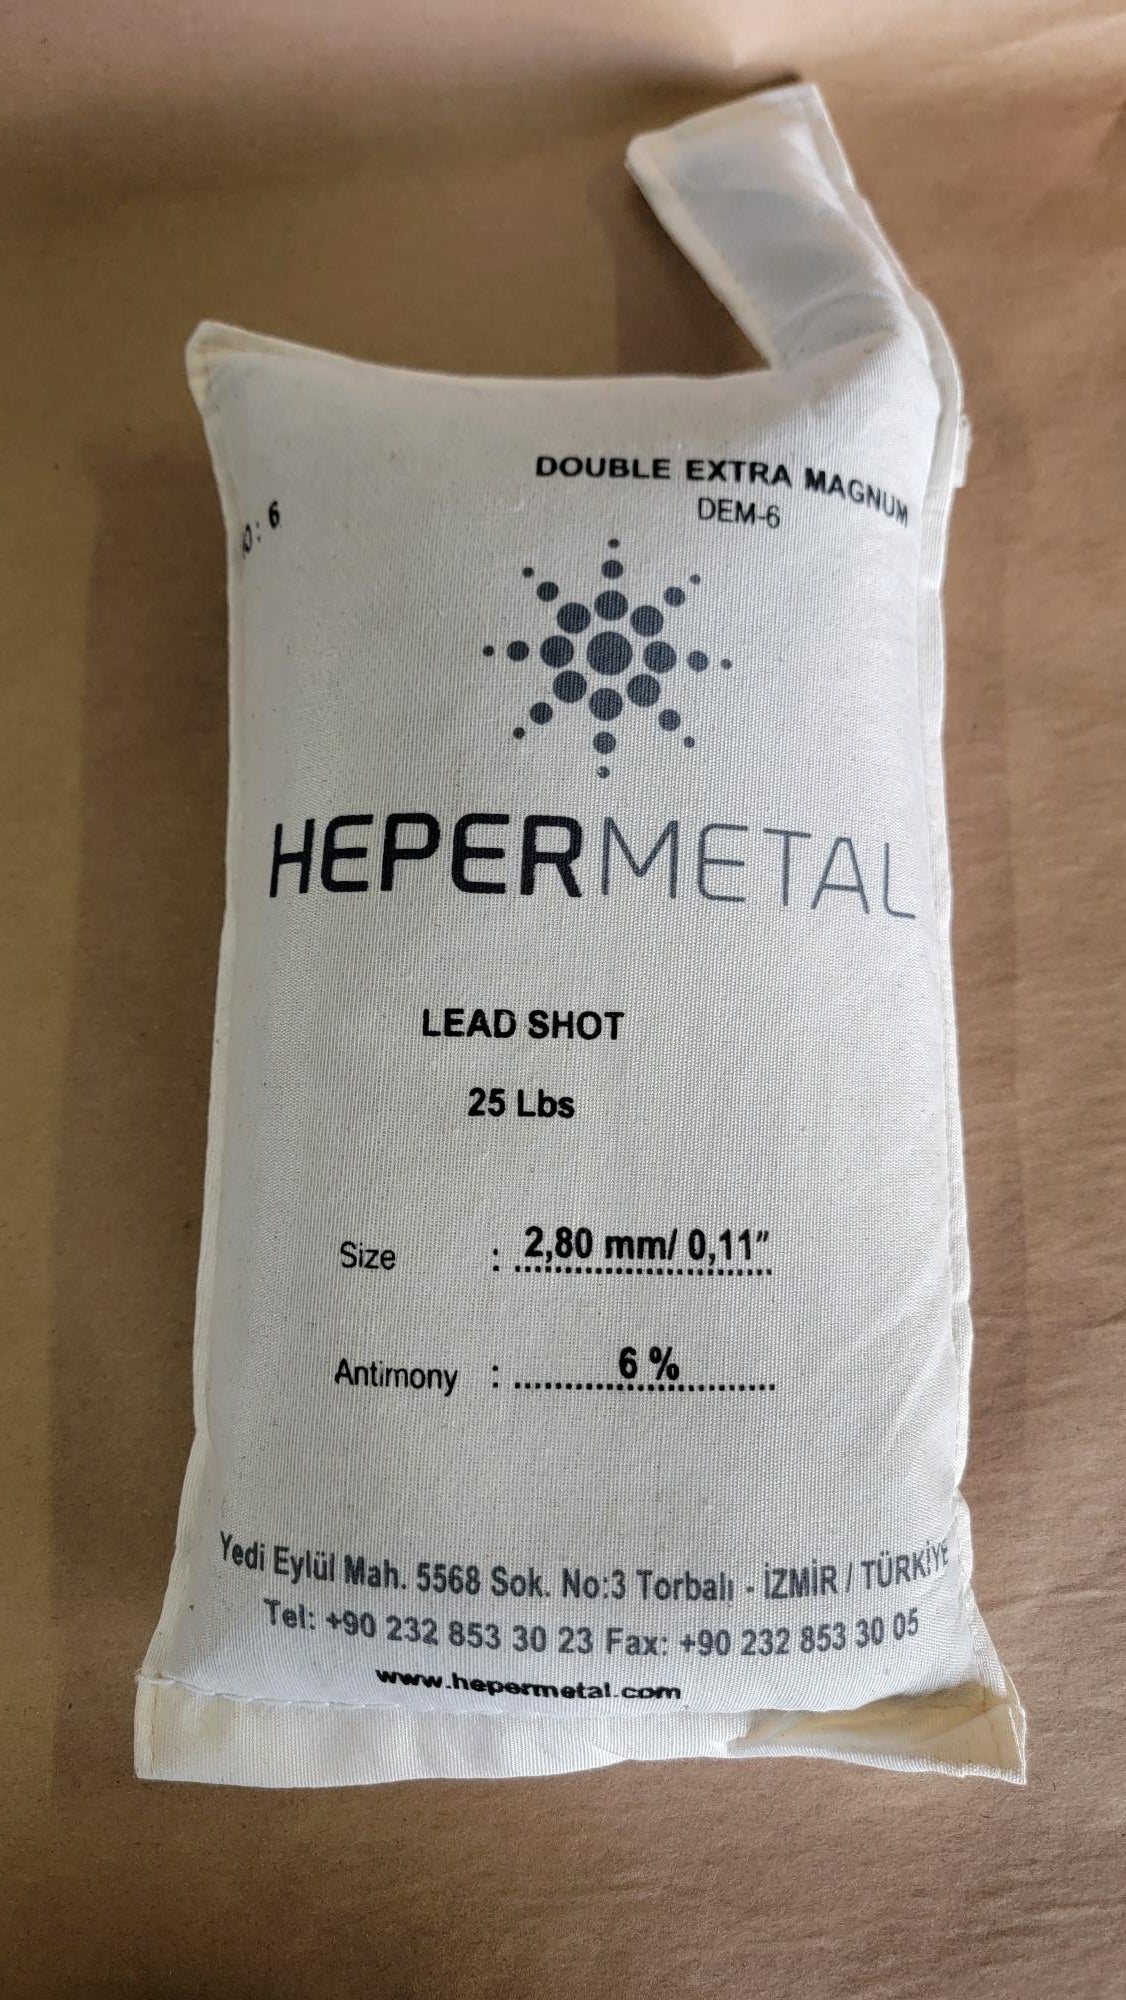 DOUBLE EXTRA MAGNUM
: 6
DEM-6
HEPERMETAL
LEAD SHOT
25 Lbs
Size : 2,80 mm/ 0,11″
Antimony : 6 %
Yedi Eylül Mah. 5568 Sok. No:3 Torbalı - İZMİR / TÜRKİYE
Tel: +90 232 853 30 23 Fax: +90 232 853 30 05
www.hepermetal.com